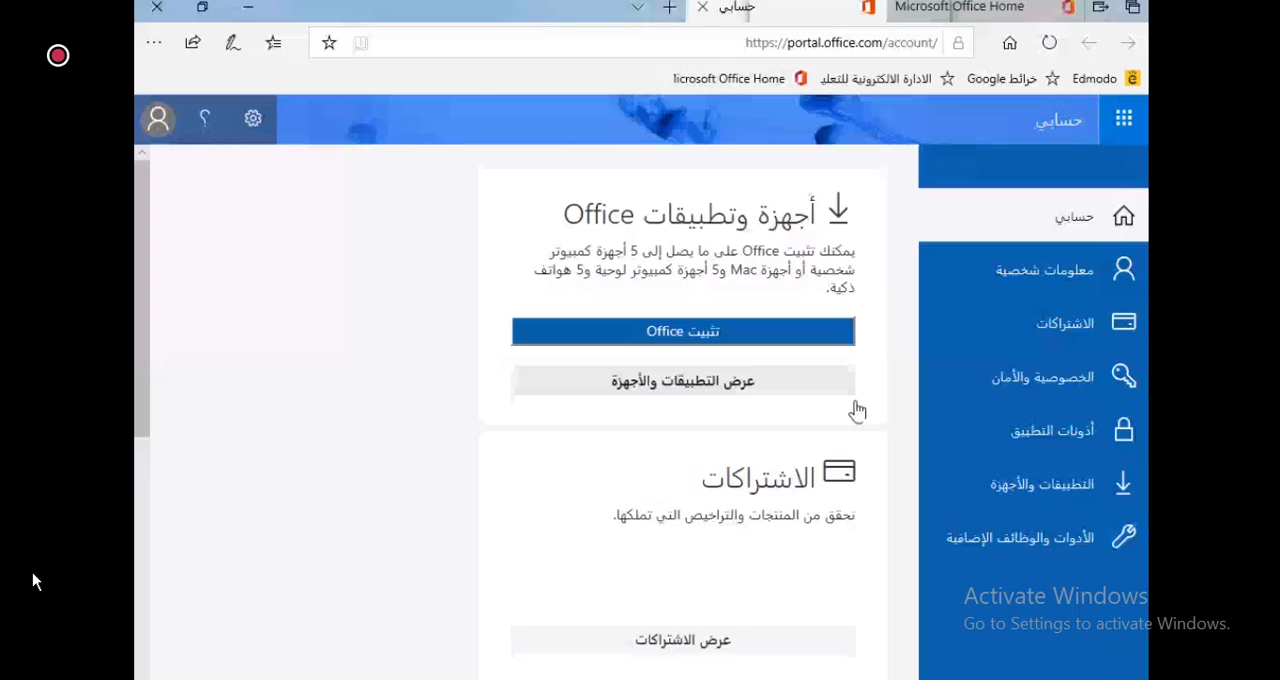 Microsoft Office Home
حسابي
https://portal.office.com/account/
Edmodo
خرائط Google
الادارة الالكترونية للتعليـ
licrosoft Office Home
حسابي
حسابي
معلومات شخصية
الاشتراكات
الخصوصية والأمان
أذونات التطبيق
التطبيقات والأجهزة
الأدوات والوظائف الإضافية
أجهزة وتطبيقات Office
يمكنك تثبيت Office على ما يصل إلى 5 أجهزة كمبيوتر
شخصية أو أجهزة Mac و5 أجهزة كمبيوتر لوحية و5 هواتف
ذكية.
تثبيت Office
عرض التطبيقات والأجهزة
الاشتراكات
تحقق من المنتجات والتراخيص التي تملكها.
عرض الاشتراكات
Activate Windows
Go to Settings to activate Windows.